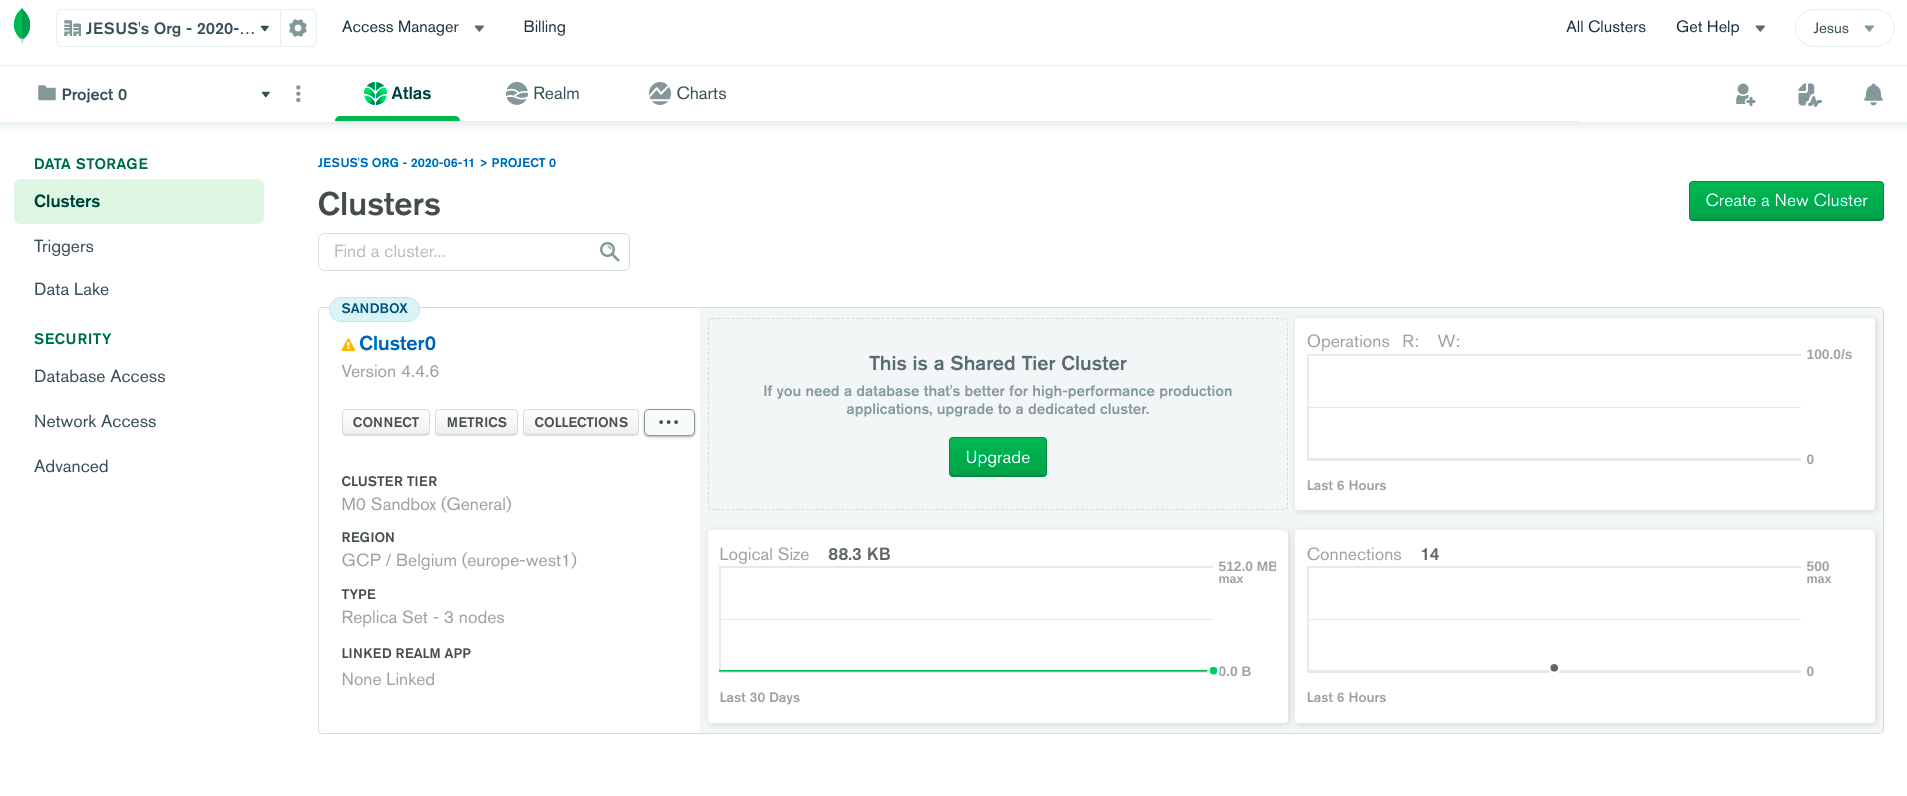 JESUS's Org - 2020-...
Access Manager
Billing
All Clusters
Get Help
Jesus
Project 0
Atlas
Realm
Charts
DATA STORAGE
Clusters
Triggers
Data Lake
SECURITY
Database Access
Network Access
Advanced
JESUS'S ORG - 2020-06-11 > PROJECT 0
Clusters
Create a New Cluster
Find a cluster...
SANDBOX
Cluster0
Version 4.4.6
CONNECT
METRICS
COLLECTIONS
...
CLUSTER TIER
M0 Sandbox (General)
REGION
GCP / Belgium (europe-west1)
TYPE
Replica Set - 3 nodes
LINKED REALM APP
None Linked
This is a Shared Tier Cluster
If you need a database that's better for high-performance production
applications, upgrade to a dedicated cluster.
Upgrade
Operations R: W:
100.0/s
0
Last 6 Hours
Logical Size 88.3 KB
512.0 MB
max
0.0 B
Last 30 Days
Connections 14
500
max
0
Last 6 Hours